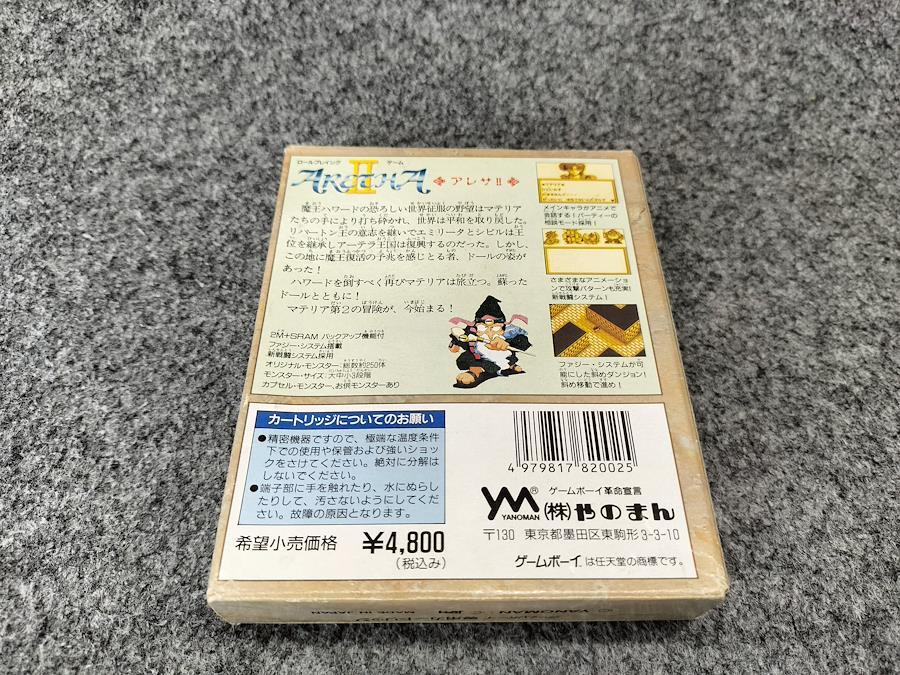 ロールプレイング ゲーム
ARETHA II アレサII
魔王ハワードの恐ろしい世界征服の野望はマテリア
たちの手により打ち砕かれ、世界は平和を取り戻した。
リバートン王の意志を継いでエミリータとシビルは王
位を継承しアーテラ王国は復興するのだった。しかし、
この地に魔王復活の予兆を感じとる者、ドールの姿が
あった！
ハワードを倒すべく再びマテリアは旅立つ。蘇った
ドールとともに！
マテリア第2の冒険が、今始まる！
2M+SRAM バックアップ機能付
ファジー・システム搭載
新戦闘システム採用
オリジナル・モンスター:総数約250体
モンスター・サイズ:大中小3段階
カプセル・モンスター、お供モンスターあり
メインキャラがアニメで
会話する！パーティーの
相談モード採用！
さまざまなアニメーショ
ンで攻撃パターンも充実！
新戦闘システム！
ファジー・システムが可
能にした斜めダンジョン！
斜め移動で進め！
カートリッジについてのお願い
●精密機器ですので、極端な温度条件
下での使用や保管および強いショッ
クをさけてください。絶対に分解は
しないでください。
●端子部に手を触れたり、水にぬらし
たりして、汚さないようにしてくだ
さい。故障の原因となります。
希望小売価格 ¥4,800
(税込み)
4 979817 820025
YM® YANOMAN
ゲームボーイ革命宣言
(株)やのまん
〒130 東京都墨田区東駒形3-3-10
ゲームボーイは任天堂の商標です。
MADE IN JAPAN